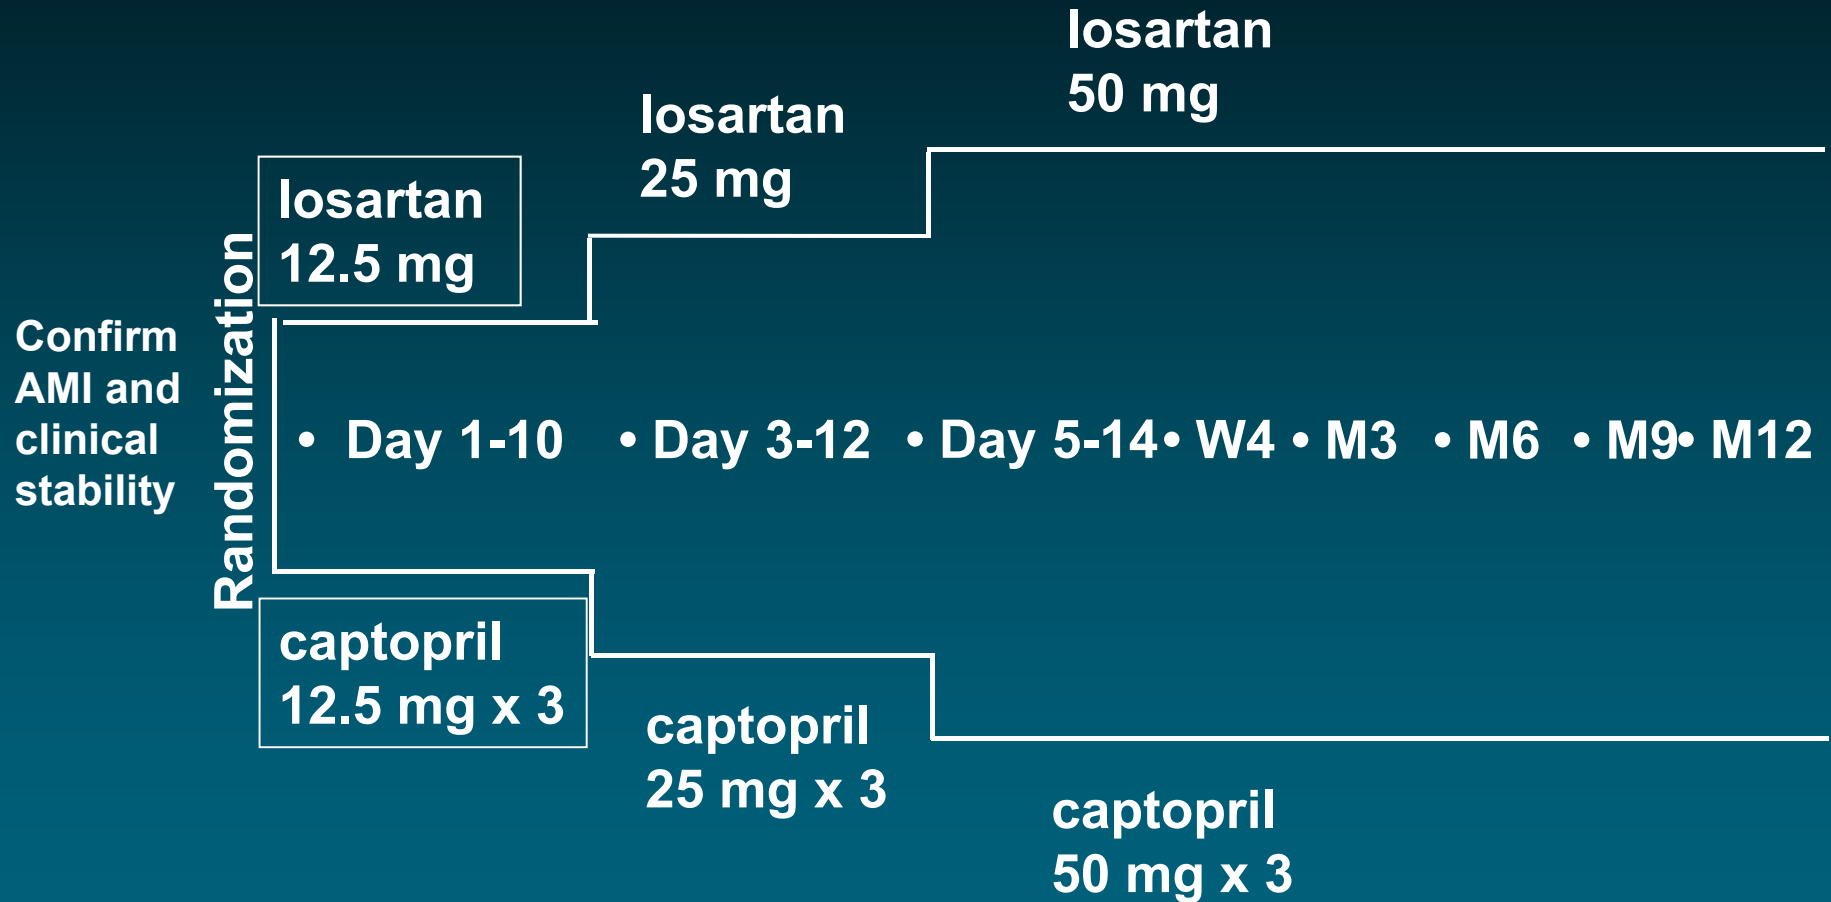 losartan
50 mg
losartan
25 mg
losartan
12.5 mg
Confirm
AMI and
clinical
stability
Randomization
• Day 1-10 • Day 3-12 • Day 5-14 • W4 • M3 • M6 • M9 • M12
captopril
12.5 mg x 3
captopril
25 mg x 3
captopril
50 mg x 3